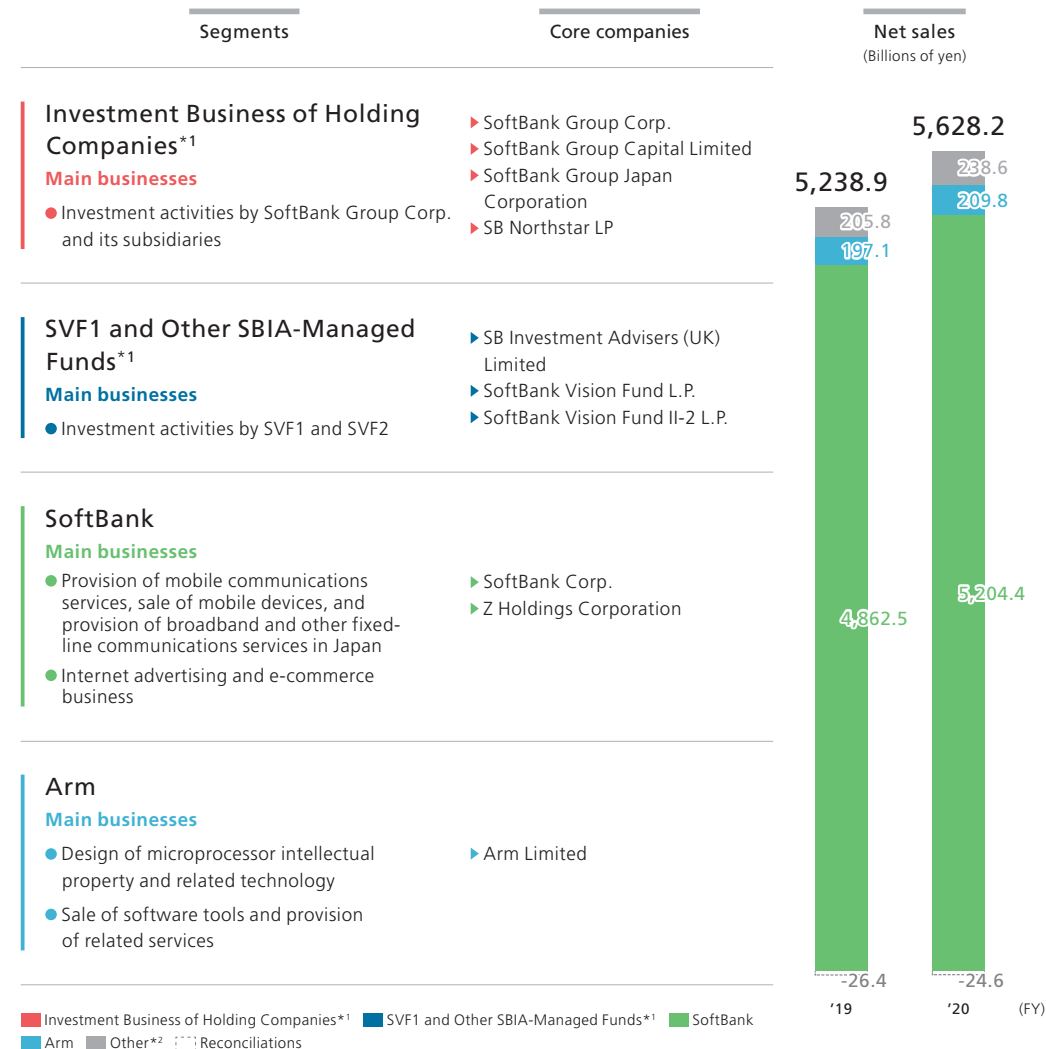 Segments
Core companies
Net sales
(Billions of yen)
Investment Business of Holding
Companies*1
Main businesses
Investment activities by SoftBank Group Corp.
and its subsidiaries
SoftBank Group Corp.
SoftBank Group Capital Limited
SoftBank Group Japan
Corporation
SB Northstar LP
SVF1 and Other SBIA-Managed
Funds*1
Main businesses
Investment activities by SVF1 and SVF2
SB Investment Advisers (UK)
Limited
SoftBank Vision Fund L.P.
SoftBank Vision Fund II-2 L.P.
SoftBank
Main businesses
Provision of mobile communications
services, sale of mobile devices, and
provision of broadband and other fixed-
line communications services in Japan
Internet advertising and e-commerce
business
SoftBank Corp.
Z Holdings Corporation
Arm
Main businesses
Design of microprocessor intellectual
property and related technology
Sale of software tools and provision
of related services
Arm Limited
5,238.9
205.8
197.1
4,862.5
-26.4
'19
5,628.2
238.6
209.8
5,204.4
-24.6
'20
(FY)
Investment Business of Holding Companies*1 SVF1 and Other SBIA-Managed Funds*1 SoftBank
Arm Other*2 Reconciliations